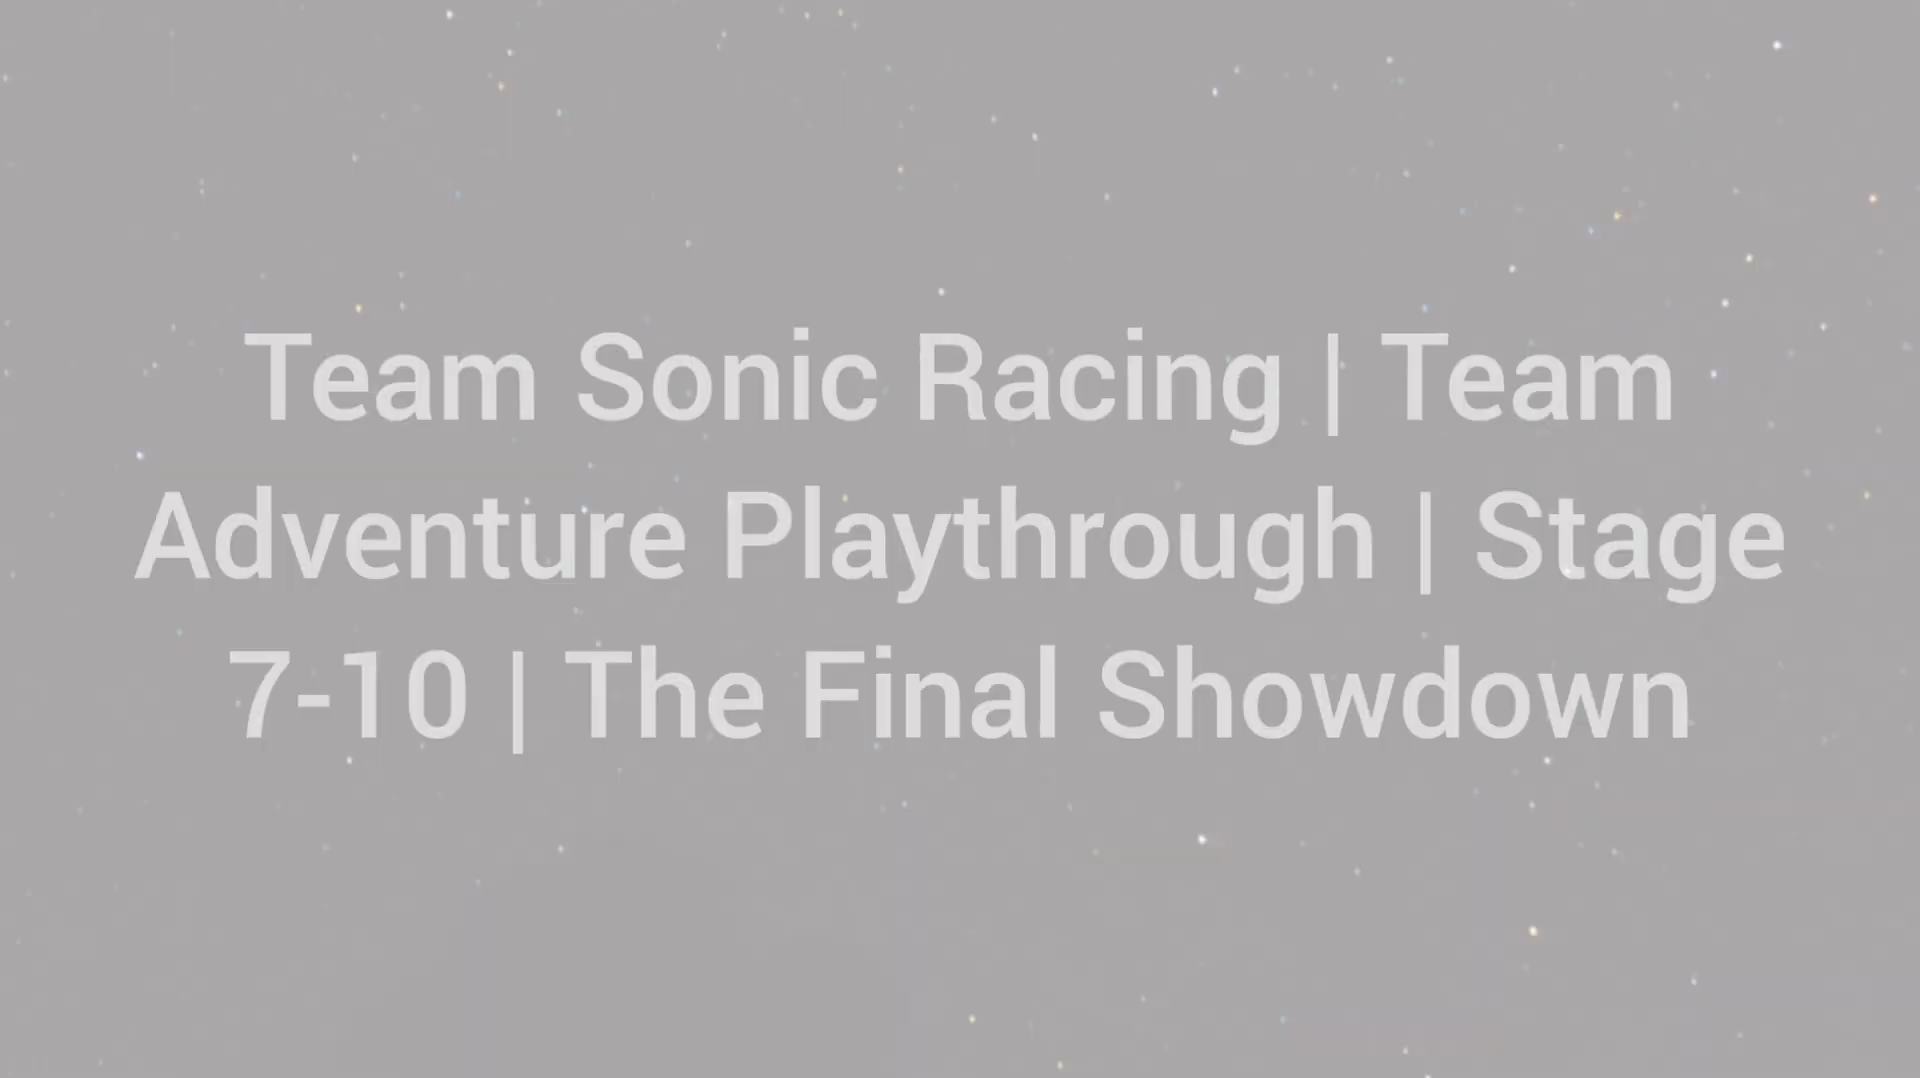 Team Sonic Racing | Team
Adventure Playthrough | Stage
7-10 | The Final Showdown